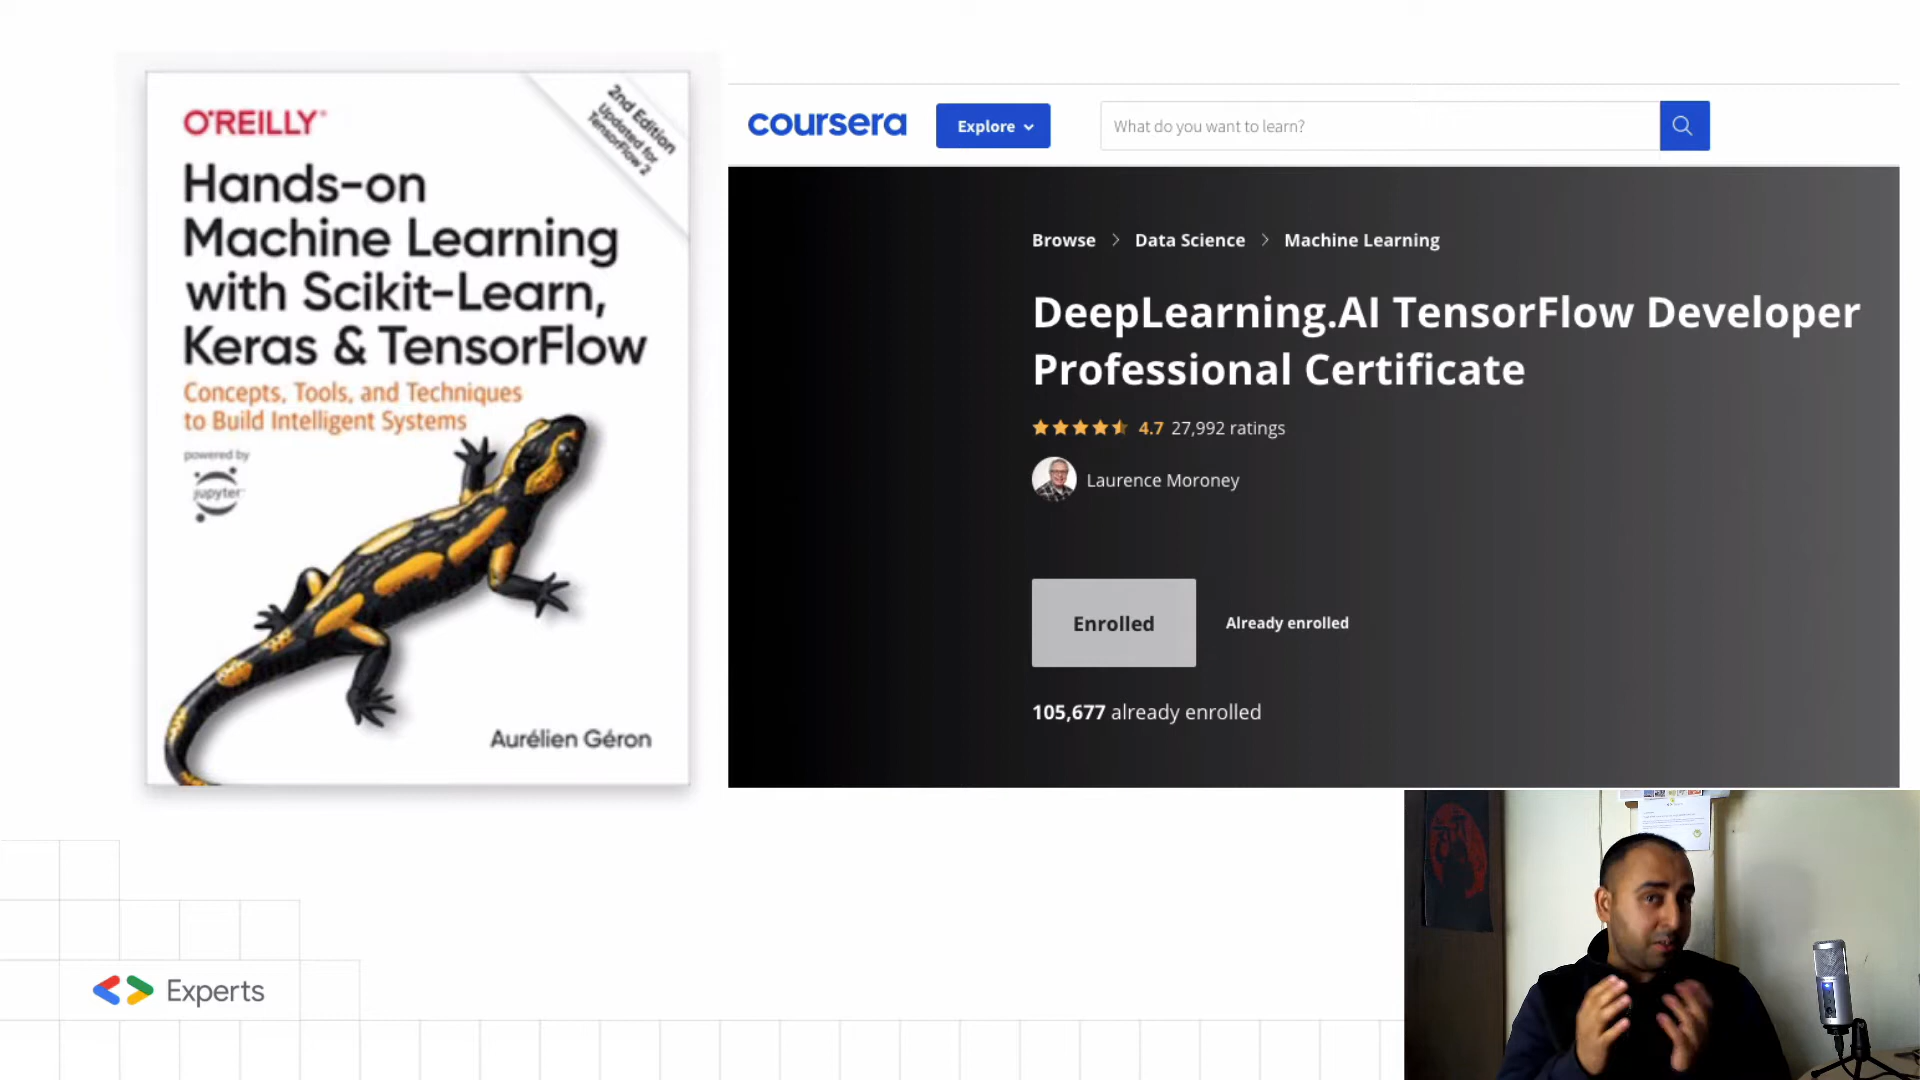 O'REILLY
2nd Edition
Updated for
TensorFlow 2
Hands-on
Machine Learning
with Scikit-Learn,
Keras & TensorFlow
Concepts, Tools, and Techniques
to Build Intelligent Systems
powered by
jupyter
Aurélien Géron
coursera
Explore
What do you want to learn?
Browse > Data Science > Machine Learning
DeepLearning.AI TensorFlow Developer
Professional Certificate
4.7 27,992 ratings
Laurence Moroney
Enrolled
Already enrolled
105,677 already enrolled
Experts